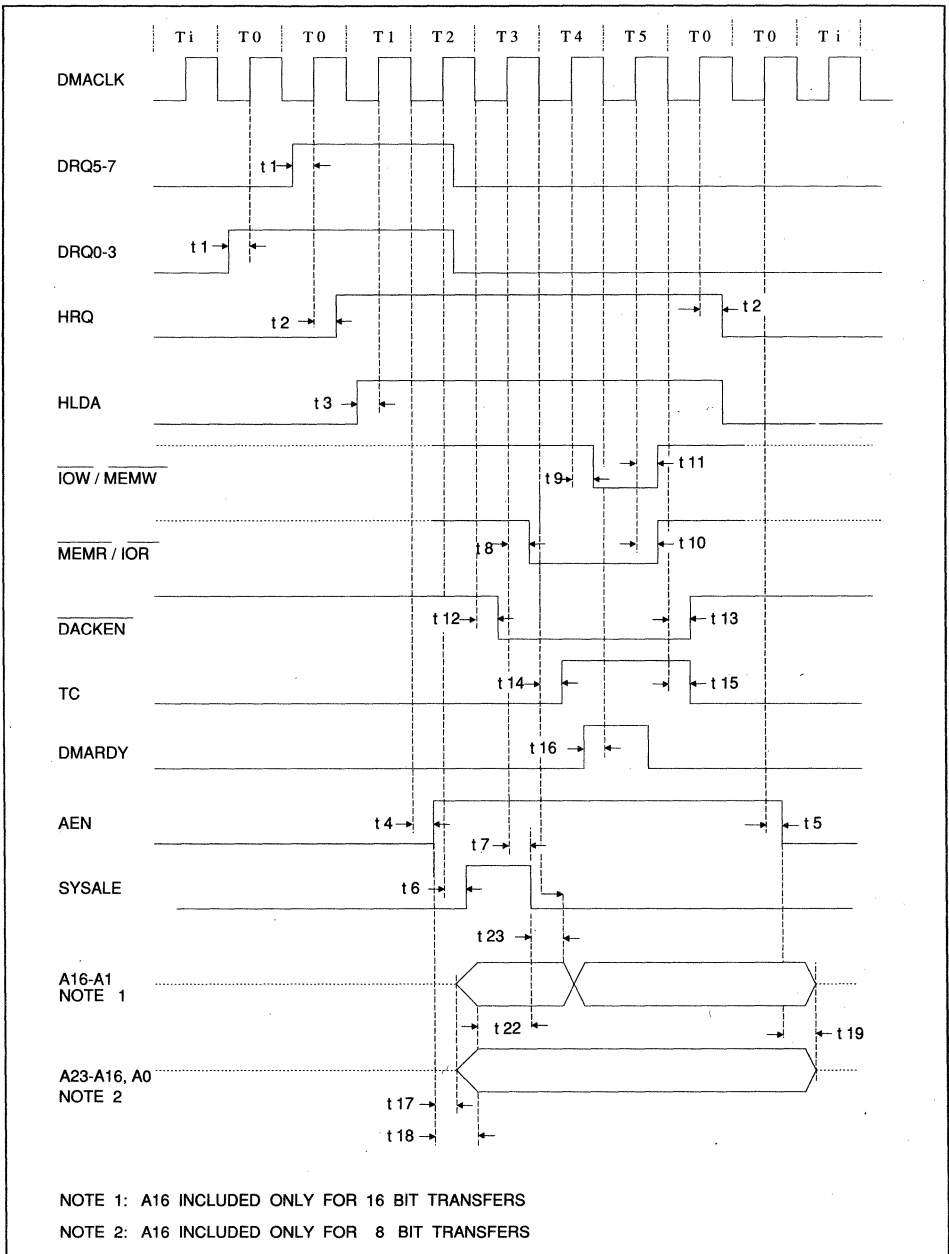 Ti T0 T0 T1 T2 T3 T4 T5 T0 T0 Ti
DMACLK
DRQ5-7
t1
DRQ0-3
t1
HRQ
t2
t2
HLDA
t3
IOW / MEMW
t9
t11
MEMR / IOR
t8
t10
DACKEN
t12
t13
TC
t14
t15
DMARDY
t16
AEN
t4
t5
t7
SYSALE
t6
t23
A16-A1
NOTE 1
t22
t19
A23-A16, A0
NOTE 2
t17
t18
NOTE 1: A16 INCLUDED ONLY FOR 16 BIT TRANSFERS
NOTE 2: A16 INCLUDED ONLY FOR 8 BIT TRANSFERS